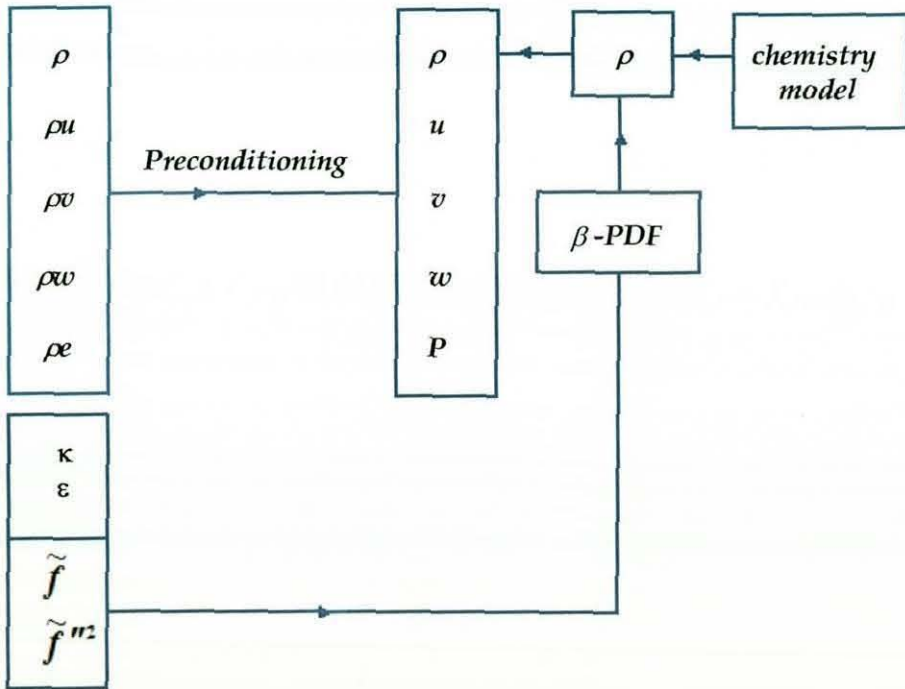 ρ
ρu
ρv
ρw
ρe
Preconditioning
ρ
u
v
w
P
ρ
chemistry
model
β-PDF
κ
ε
f̃
f̃ ″²